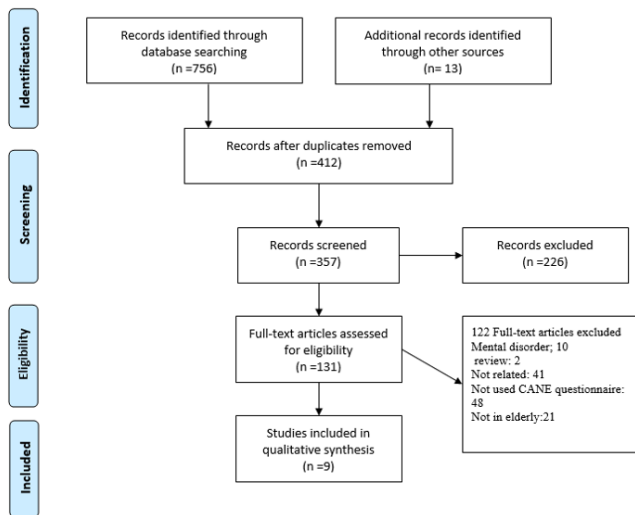 Identification
Records identified through
database searching
(n =756)
Additional records identified
through other sources
(n= 13)
Records after duplicates removed
(n =412)
Screening
Records screened
(n =357)
Records excluded
(n =226)
Eligibility
Full-text articles assessed
for eligibility
(n =131)
122 Full-text articles excluded
Mental disorder; 10
review: 2
Not related: 41
Not used CANE questionnaire:
48
Not in elderly:21
Included
Studies included in
qualitative synthesis
(n =9)